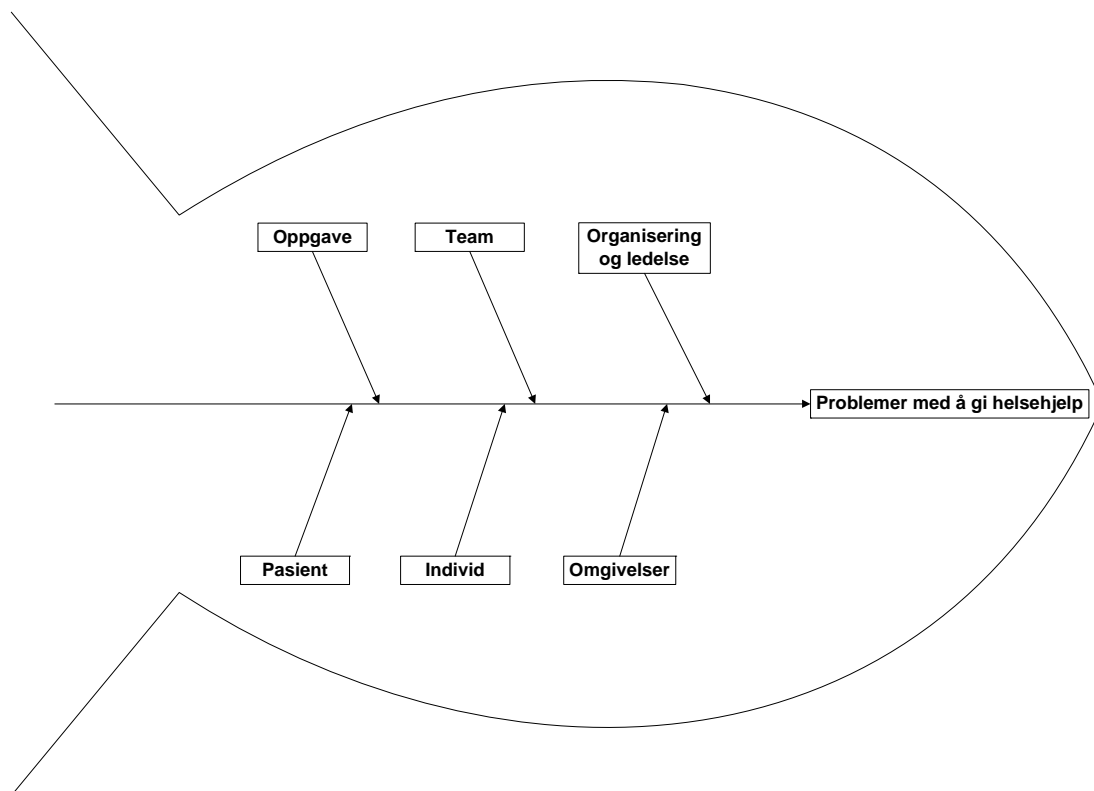 Oppgave
Team
Organisering
og ledelse
Problemer med å gi helsehjelp
Pasient
Individ
Omgivelser